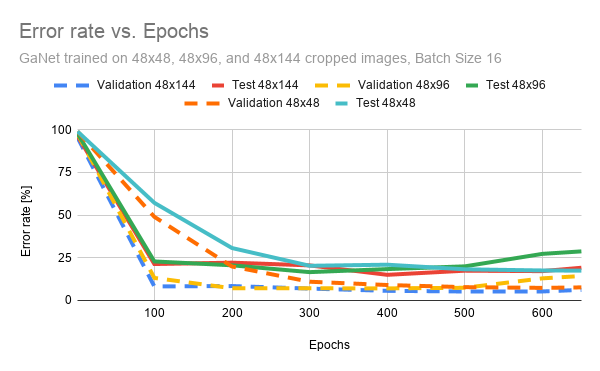 Error rate vs. Epochs
GaNet trained on 48x48, 48x96, and 48x144 cropped images, Batch Size 16
Validation 48x144 Test 48x144 Validation 48x96 Test 48x96
Validation 48x48 Test 48x48
100
75
50
25
0
Error rate [%]
100 200 300 400 500 600
Epochs